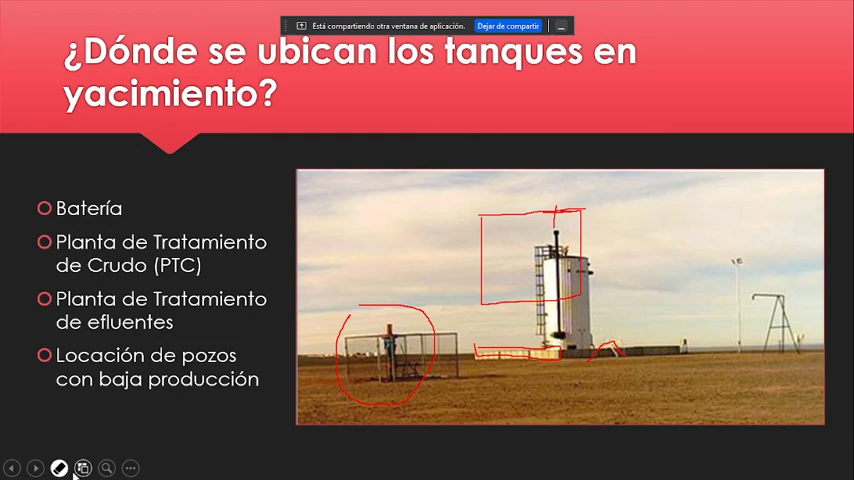 Está compartiendo otra ventana de aplicación. Dejar de compartir
¿Dónde se ubican los tanques en
yacimiento?
Batería
Planta de Tratamiento
de Crudo (PTC)
Planta de Tratamiento
de efluentes
Locación de pozos
con baja producción